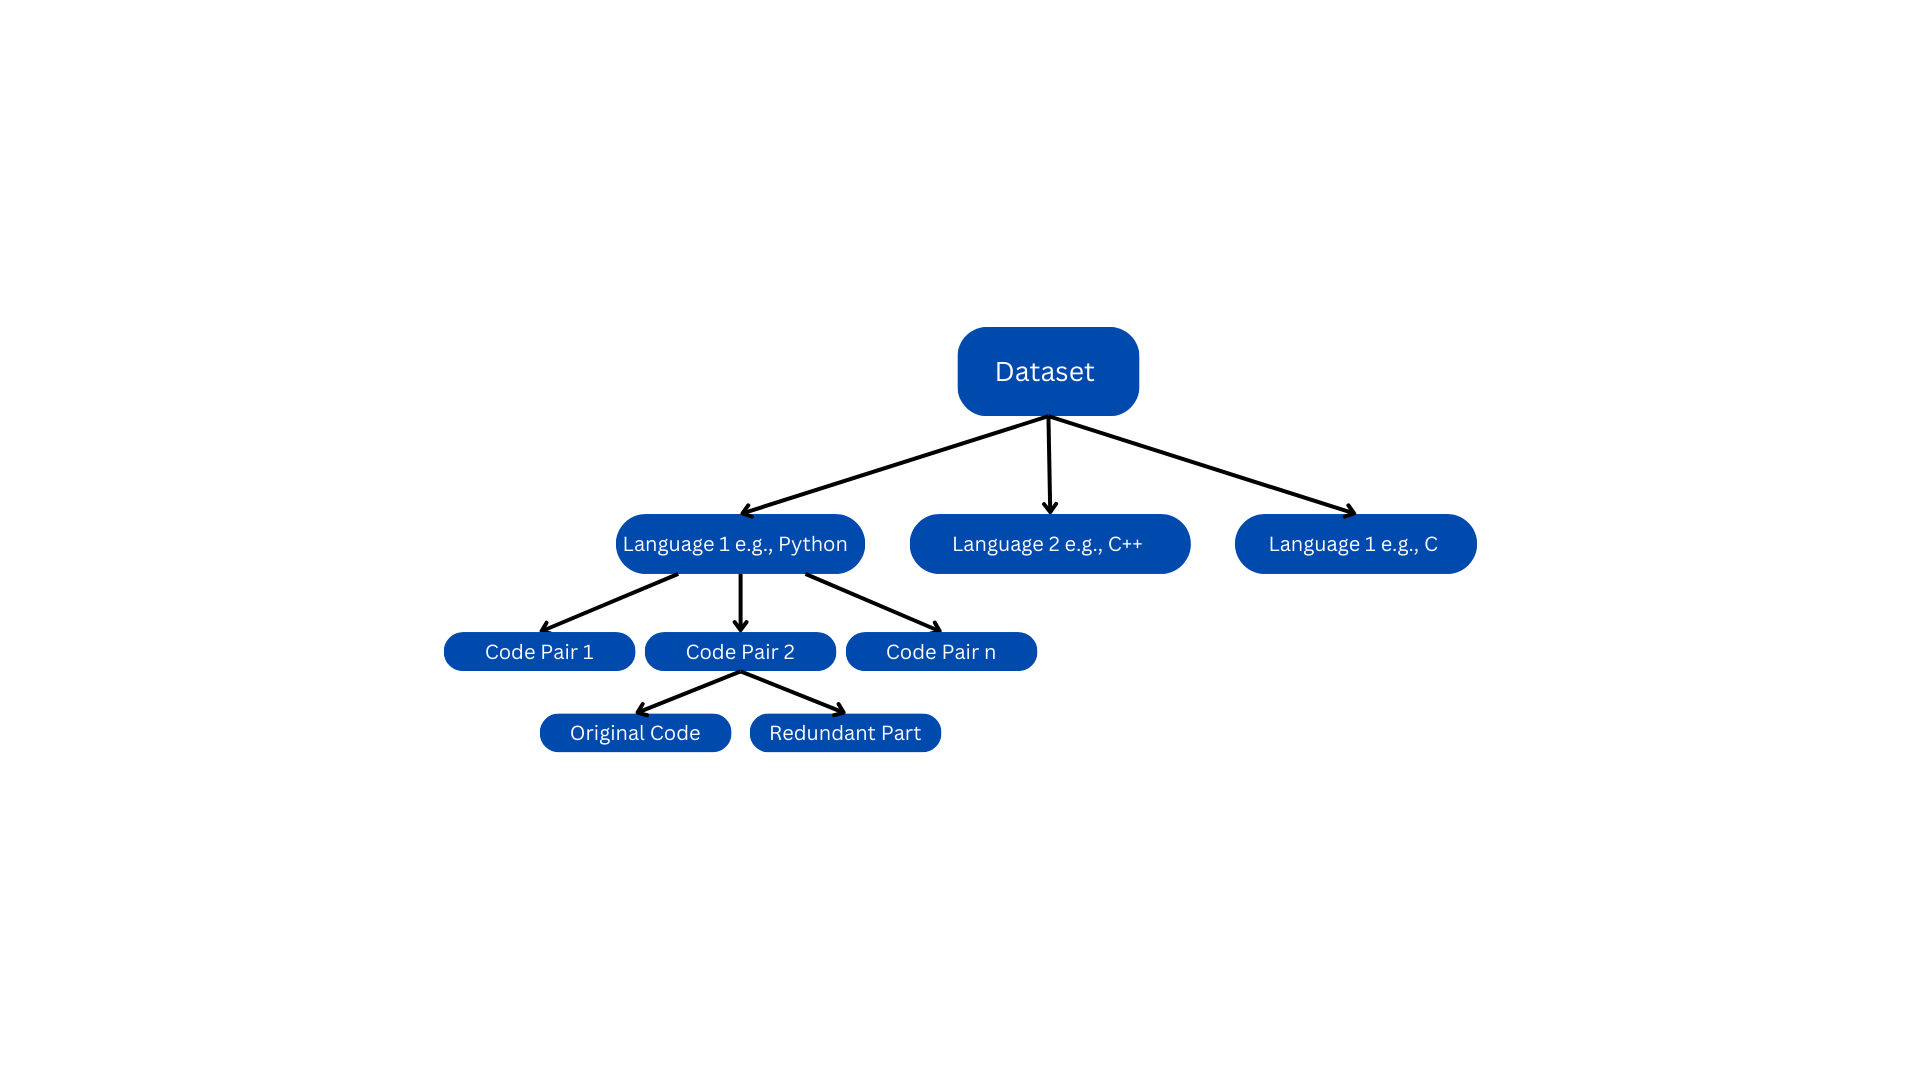 Dataset
Language 1 e.g., Python
Language 2 e.g., C++
Language 1 e.g., C
Code Pair 1
Code Pair 2
Code Pair n
Original Code
Redundant Part